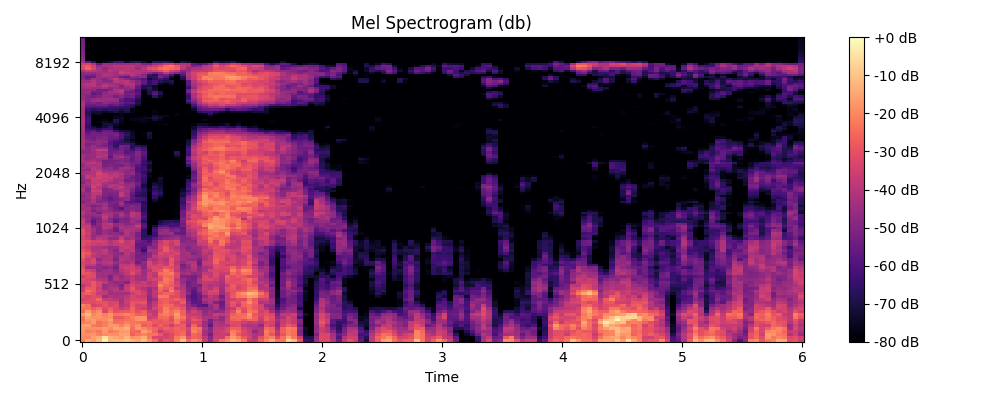 Mel Spectrogram (db)
Hz
8192
4096
2048
1024
512
0
0 1 2 3 4 5 6
Time
+0 dB
-10 dB
-20 dB
-30 dB
-40 dB
-50 dB
-60 dB
-70 dB
-80 dB